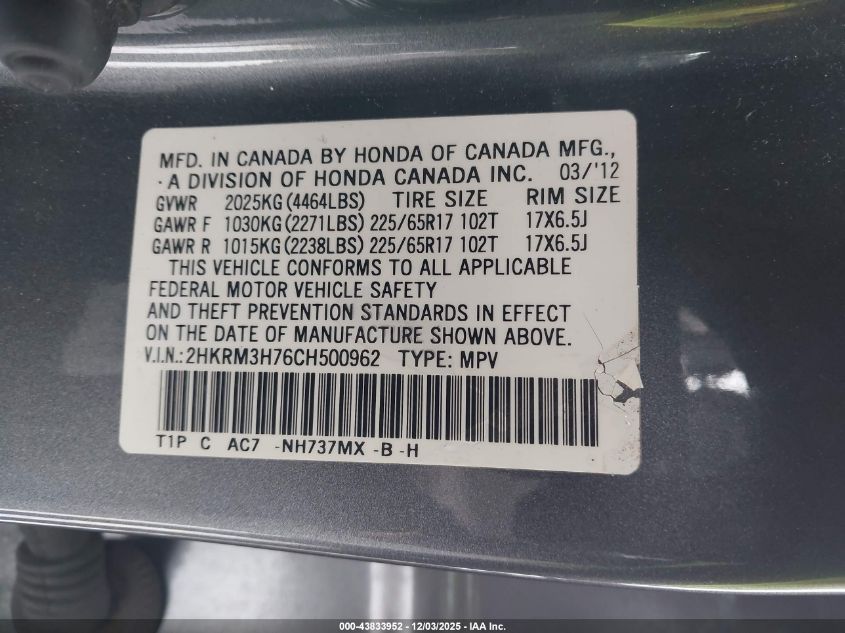 MFD. IN CANADA BY HONDA OF CANADA MFG.,
·A DIVISION OF HONDA CANADA INC. 03/'12
GVWR 2025KG(4464LBS) TIRE SIZE RIM SIZE
GAWR F 1030KG(2271LBS) 225/65R17 102T 17X6.5J
GAWR R 1015KG(2238LBS) 225/65R17 102T 17X6.5J
THIS VEHICLE CONFORMS TO ALL APPLICABLE
FEDERAL MOTOR VEHICLE SAFETY
AND THEFT PREVENTION STANDARDS IN EFFECT
ON THE DATE OF MANUFACTURE SHOWN ABOVE.
V.I.N.:2HKRM3H76CH500962 TYPE: MPV
T1P C AC7 -NH737MX -B -H
000-43833952 - 12/03/2025 - IAA Inc.